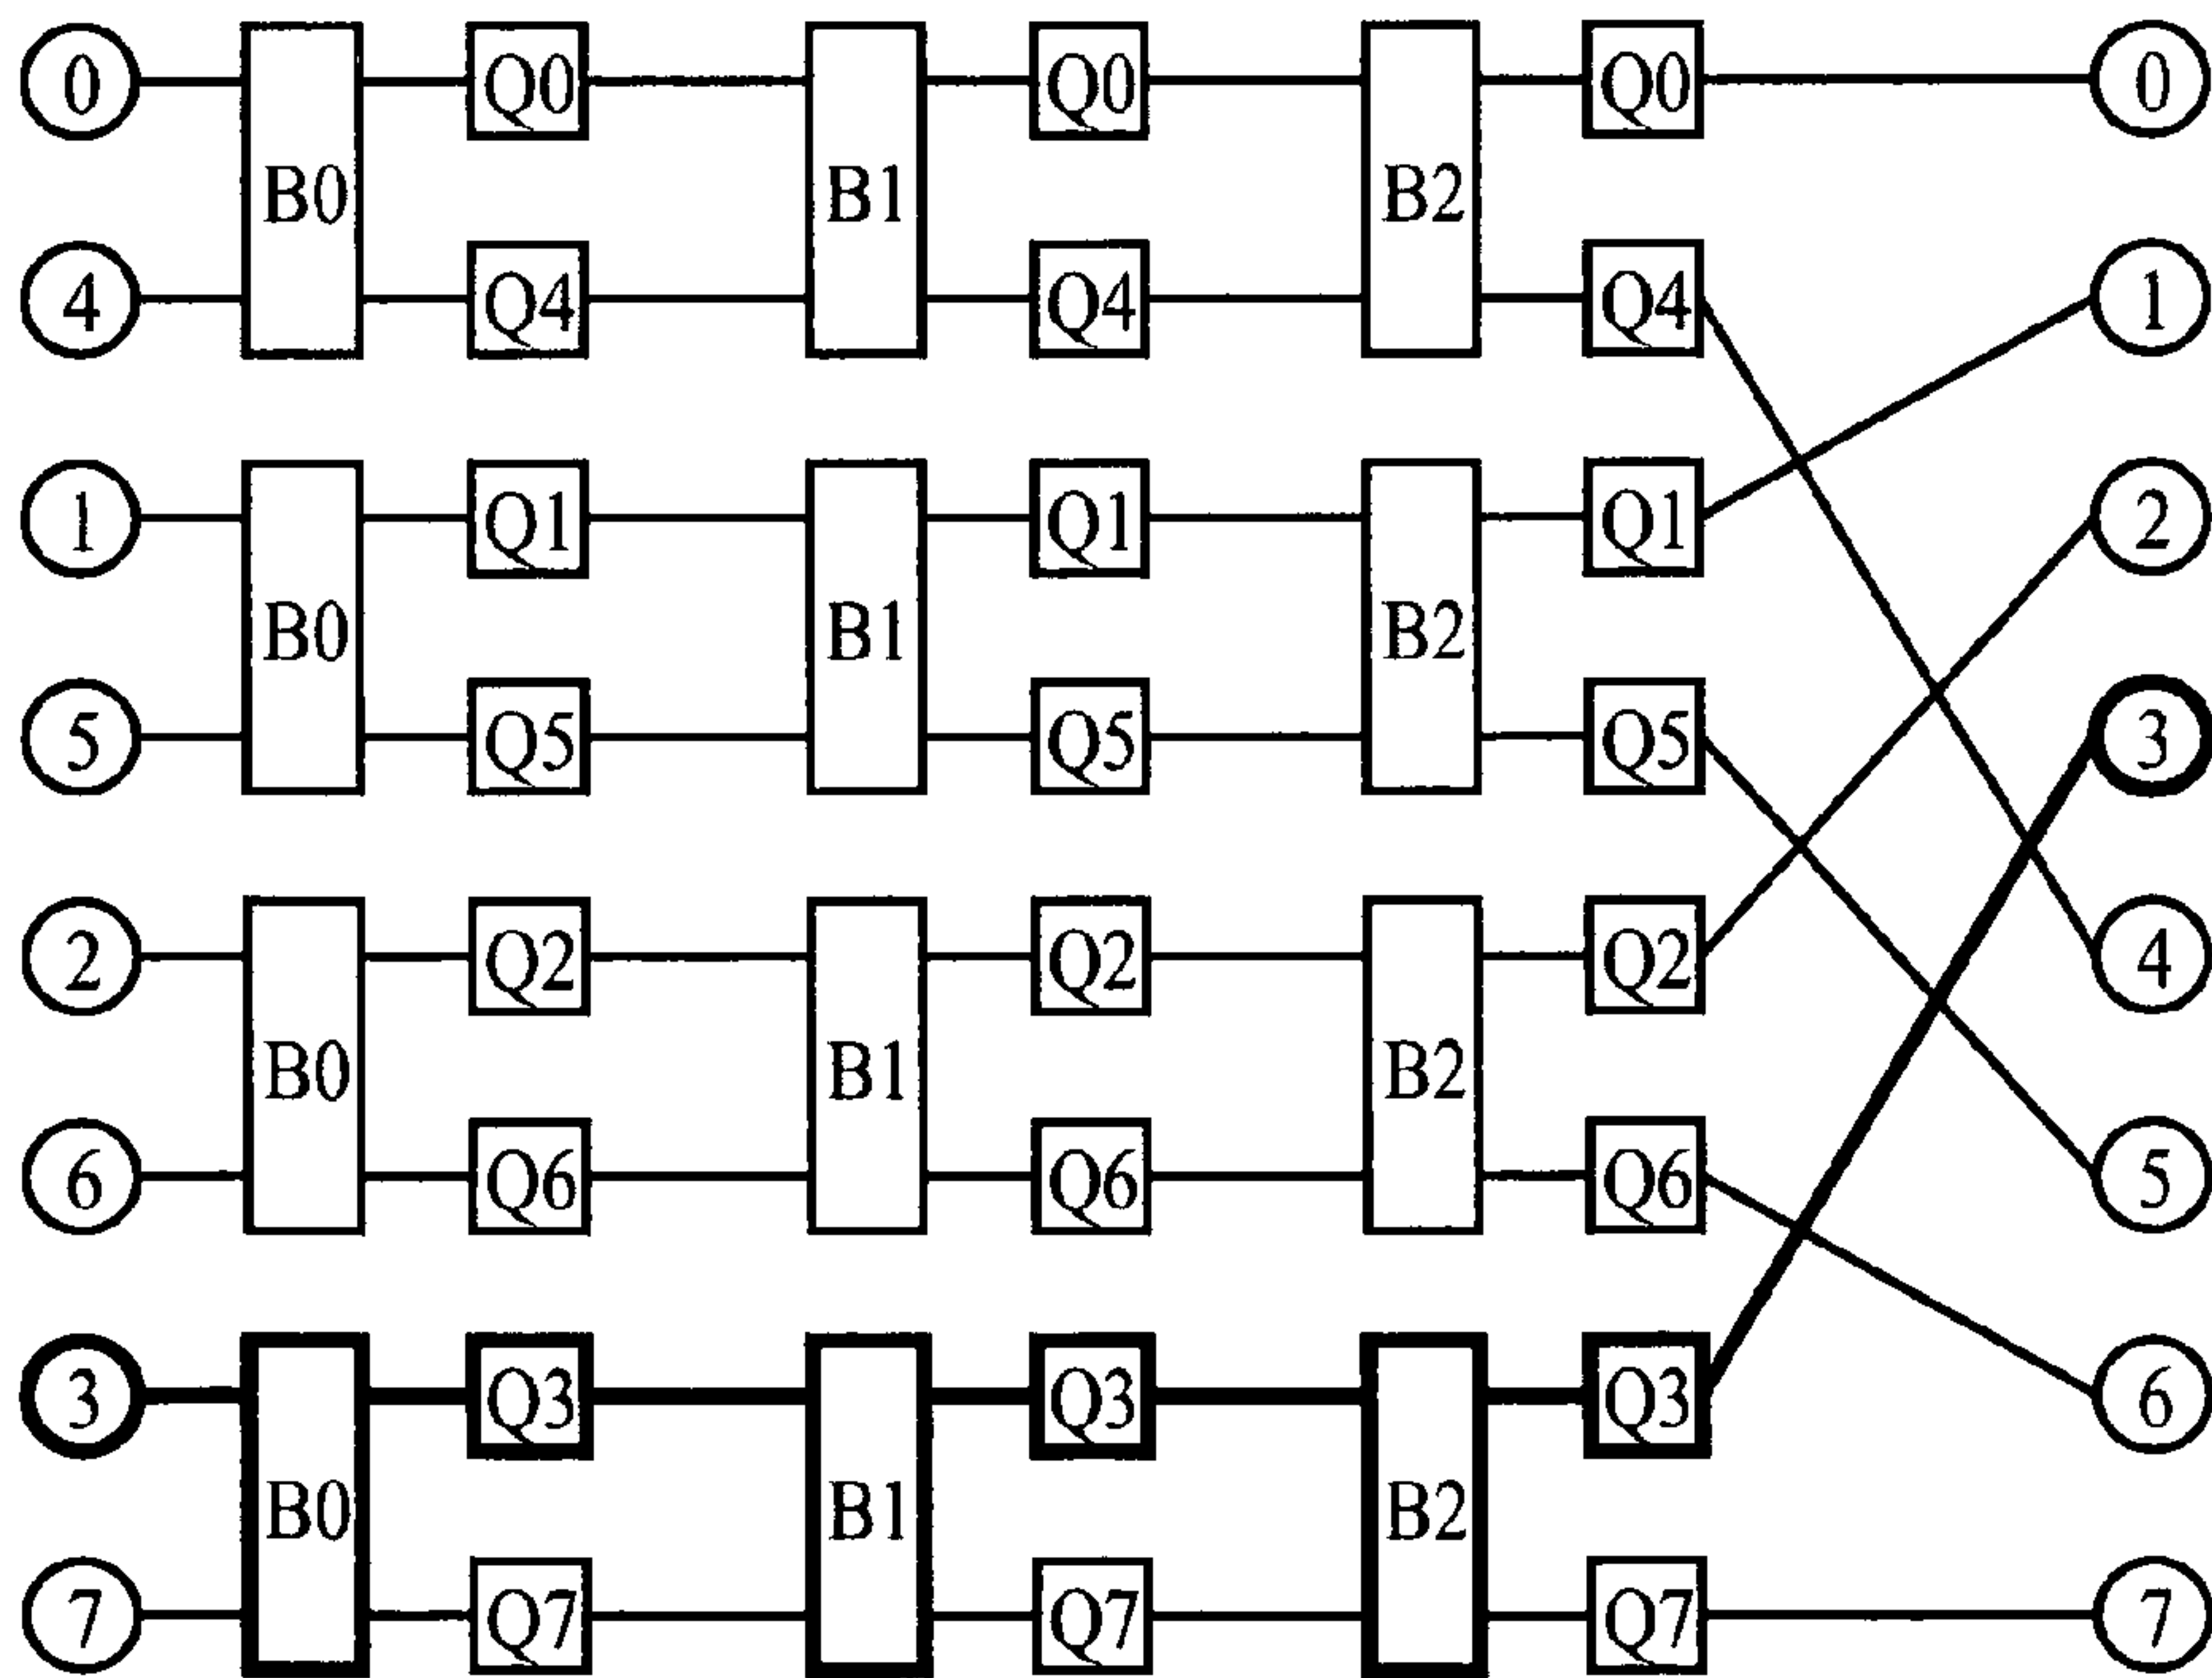 0 Q0 Q0 Q0 0
B0 B1 B2
4 Q4 Q4 Q4 1
1 Q1 Q1 Q1 2
B0 B1 B2
5 Q5 Q5 Q5 3
2 Q2 Q2 Q2 4
B0 B1 B2
6 Q6 Q6 Q6 5
3 Q3 Q3 Q3 6
B0 B1 B2
7 Q7 Q7 Q7 7